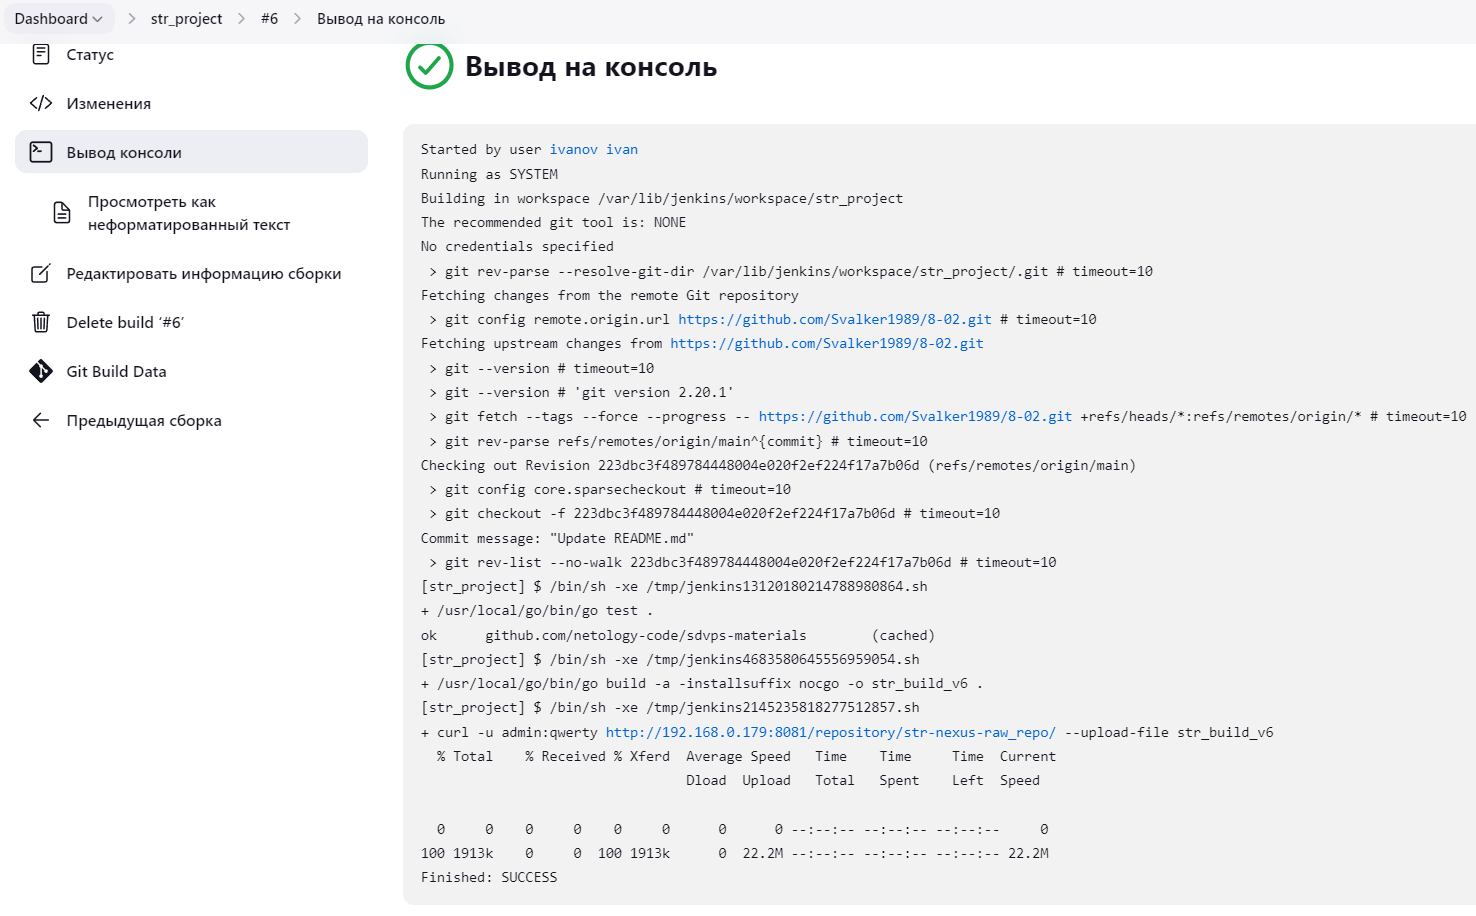 Dashboard
str_project
#6
Вывод на консоль
Статус
Изменения
Вывод консоли
Просмотреть как
неформатированный текст
Редактировать информацию сборки
Delete build ‘#6’
Git Build Data
Предыдущая сборка
Вывод на консоль
Started by user ivanov ivan
Running as SYSTEM
Building in workspace /var/lib/jenkins/workspace/str_project
The recommended git tool is: NONE
No credentials specified
 > git rev-parse --resolve-git-dir /var/lib/jenkins/workspace/str_project/.git # timeout=10
Fetching changes from the remote Git repository
 > git config remote.origin.url https://github.com/Svalker1989/8-02.git # timeout=10
Fetching upstream changes from https://github.com/Svalker1989/8-02.git
 > git --version # timeout=10
 > git --version # 'git version 2.20.1'
 > git fetch --tags --force --progress -- https://github.com/Svalker1989/8-02.git +refs/heads/*:refs/remotes/origin/* # timeout=10
 > git rev-parse refs/remotes/origin/main^{commit} # timeout=10
Checking out Revision 223dbc3f489784448004e020f2ef224f17a7b06d (refs/remotes/origin/main)
 > git config core.sparsecheckout # timeout=10
 > git checkout -f 223dbc3f489784448004e020f2ef224f17a7b06d # timeout=10
Commit message: "Update README.md"
 > git rev-list --no-walk 223dbc3f489784448004e020f2ef224f17a7b06d # timeout=10
[str_project] $ /bin/sh -xe /tmp/jenkins13120180214788980864.sh
+ /usr/local/go/bin/go test .
ok      github.com/netology-code/sdvps-materials        (cached)
[str_project] $ /bin/sh -xe /tmp/jenkins4683580645556959054.sh
+ /usr/local/go/bin/go build -a -installsuffix nocgo -o str_build_v6 .
[str_project] $ /bin/sh -xe /tmp/jenkins2145235818277512857.sh
+ curl -u admin:qwerty http://192.168.0.179:8081/repository/str-nexus-raw_repo/ --upload-file str_build_v6
  % Total    % Received % Xferd  Average Speed   Time    Time     Time  Current
                                 Dload  Upload   Total   Spent    Left  Speed
  0     0    0     0    0     0      0      0 --:--:-- --:--:-- --:--:--     0
100 1913k    0     0  100 1913k      0  22.2M --:--:-- --:--:-- --:--:-- 22.2M
Finished: SUCCESS